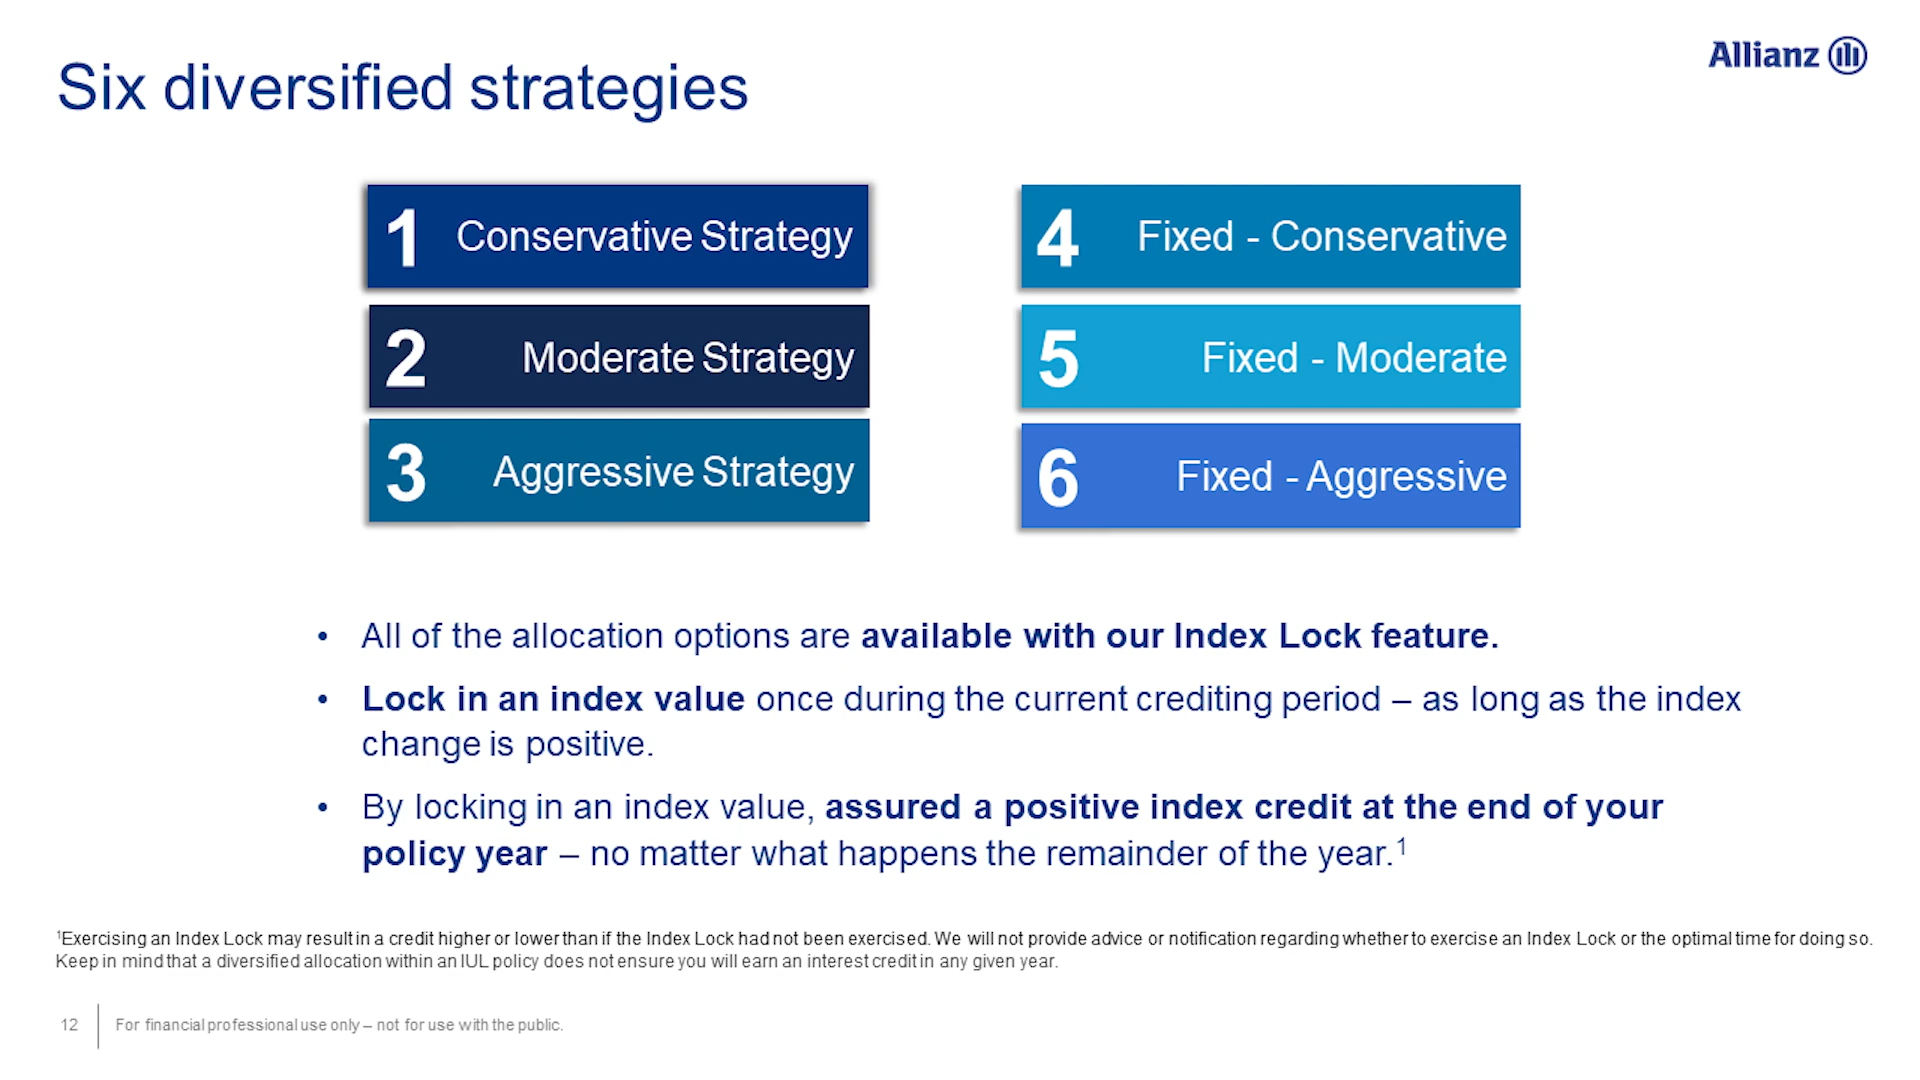 Six diversified strategies
Allianz
1 Conservative Strategy
2 Moderate Strategy
3 Aggressive Strategy
4 Fixed - Conservative
5 Fixed - Moderate
6 Fixed - Aggressive
• All of the allocation options are available with our Index Lock feature.
• Lock in an index value once during the current crediting period – as long as the index
change is positive.
• By locking in an index value, assured a positive index credit at the end of your
policy year – no matter what happens the remainder of the year.¹
¹Exercising an Index Lock may result in a credit higher or lower than if the Index Lock had not been exercised. We will not provide advice or notification regarding whether to exercise an Index Lock or the optimal time for doing so.
Keep in mind that a diversified allocation within an IUL policy does not ensure you will earn an interest credit in any given year.
12
For financial professional use only – not for use with the public.